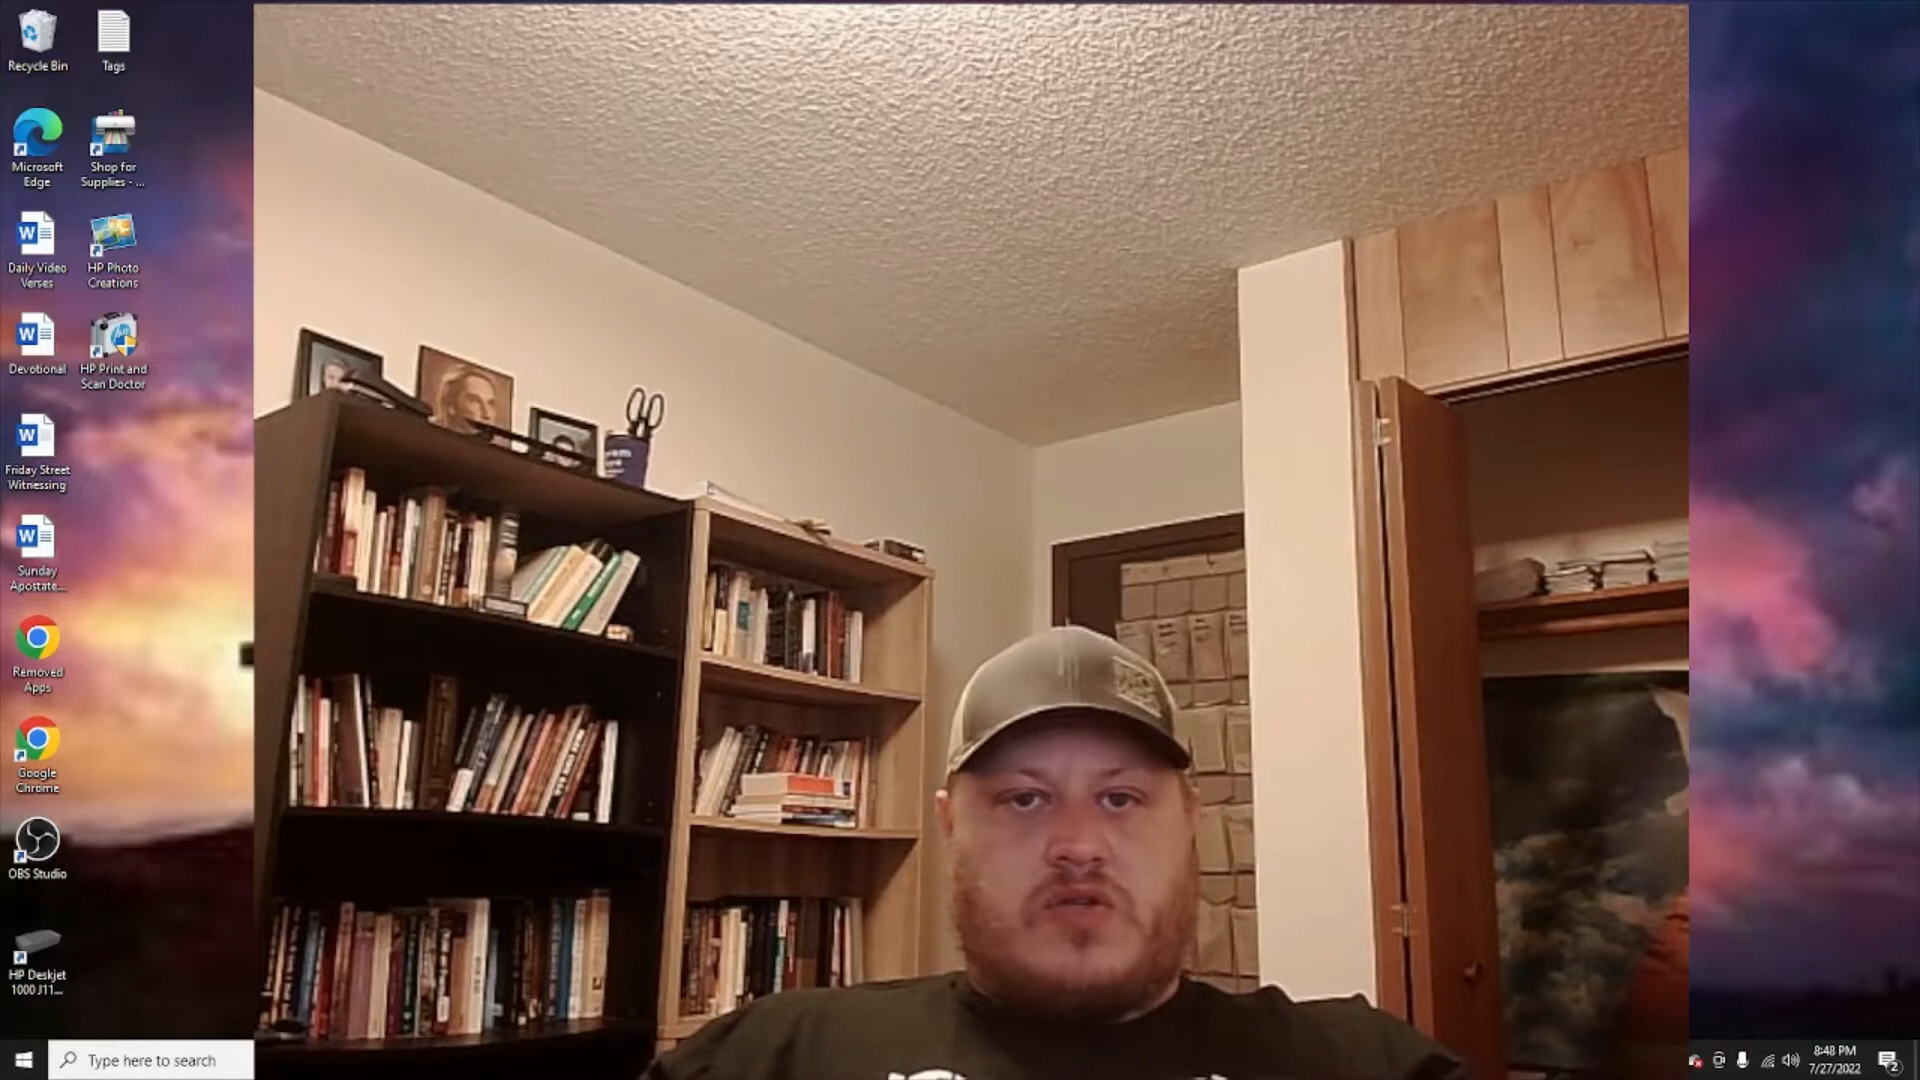 Recycle Bin
Tags
Microsoft
Edge
Shop for
Supplies - ...
Daily Video
Verses
HP Photo
Creations
Devotional
HP Print and
Scan Doctor
Friday Street
Witnessing
Sunday
Apostate...
Removed
Apps
Google
Chrome
OBS Studio
HP Deskjet
1000 J11...
Type here to search
8:48 PM
7/27/2022
2